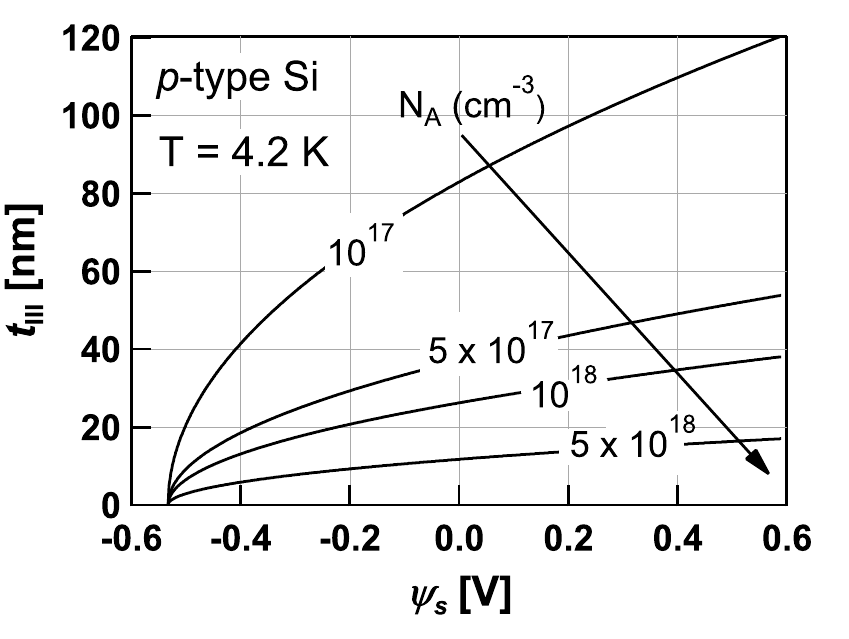 120
100
80
60
40
20
0
t_III [nm]
p-type Si
T = 4.2 K
N_A (cm^-3)
10^17
5 x 10^17
10^18
5 x 10^18
-0.6 -0.4 -0.2 0.0 0.2 0.4 0.6
ψ_s [V]